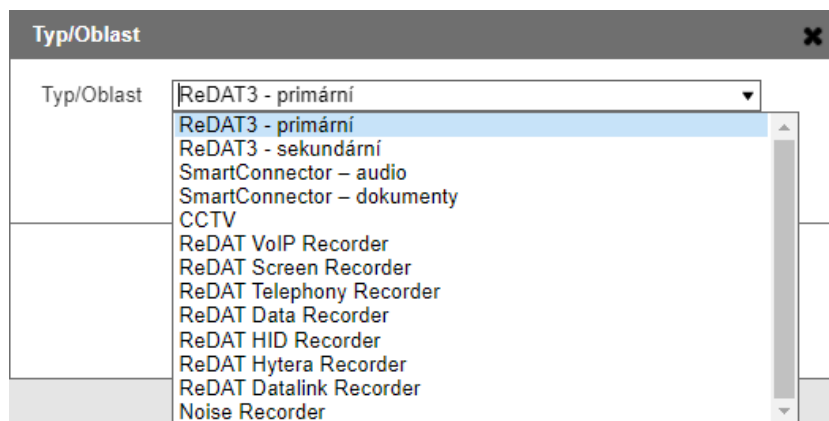 Typ/Oblast
Typ/Oblast ReDAT3 - primární
ReDAT3 - primární
ReDAT3 - sekundární
SmartConnector – audio
SmartConnector – dokumenty
CCTV
ReDAT VoIP Recorder
ReDAT Screen Recorder
ReDAT Telephony Recorder
ReDAT Data Recorder
ReDAT HID Recorder
ReDAT Hytera Recorder
ReDAT Datalink Recorder
Noise Recorder